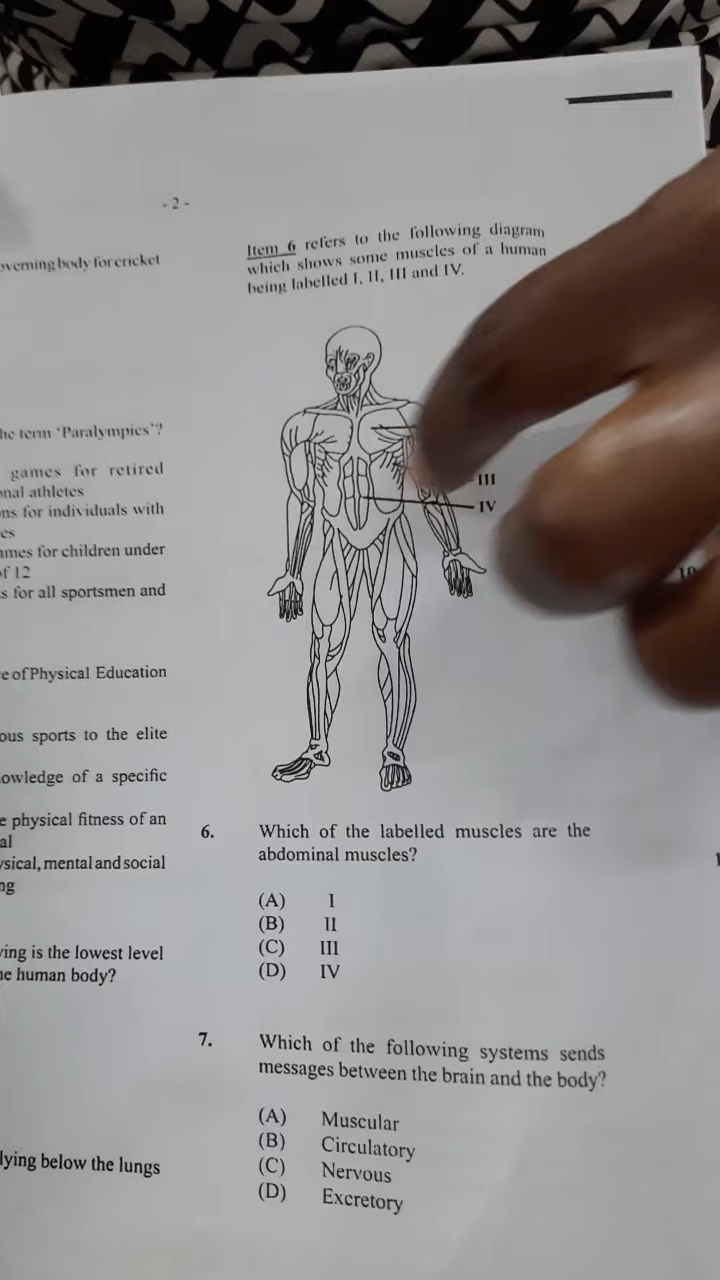 - 2 -
overning body for cricket
he term 'Paralympics'?
games for retired
nal athletes
ns for individuals with
es
mes for children under
of 12
s for all sportsmen and
e of Physical Education
ous sports to the elite
owledge of a specific
e physical fitness of an
al
ysical, mental and social
ng
ving is the lowest level
he human body?
lying below the lungs
Item 6 refers to the following diagram
which shows some muscles of a human
being labelled I, II, III and IV.
III
IV
6. Which of the labelled muscles are the
abdominal muscles?
(A) I
(B) II
(C) III
(D) IV
7. Which of the following systems sends
messages between the brain and the body?
(A) Muscular
(B) Circulatory
(C) Nervous
(D) Excretory
10